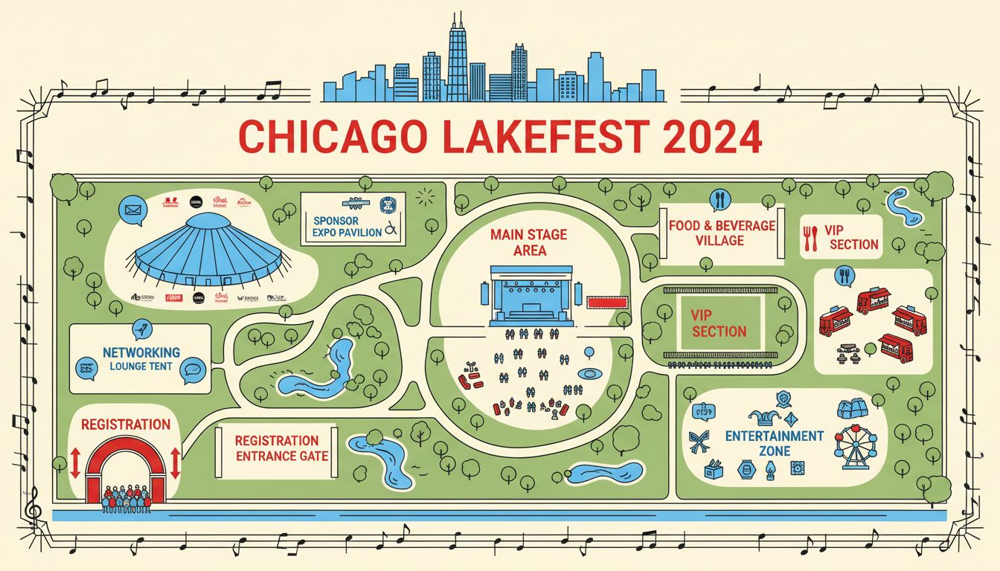 CHICAGO LAKEFEST 2024
SPONSOR
EXPO PAVILION
MAIN STAGE
AREA
FOOD & BEVERAGE
VILLAGE
VIP
SECTION
VIP
SECTION
NETWORKING
LOUNGE TENT
REGISTRATION
REGISTRATION
ENTRANCE GATE
ENTERTAINMENT
ZONE